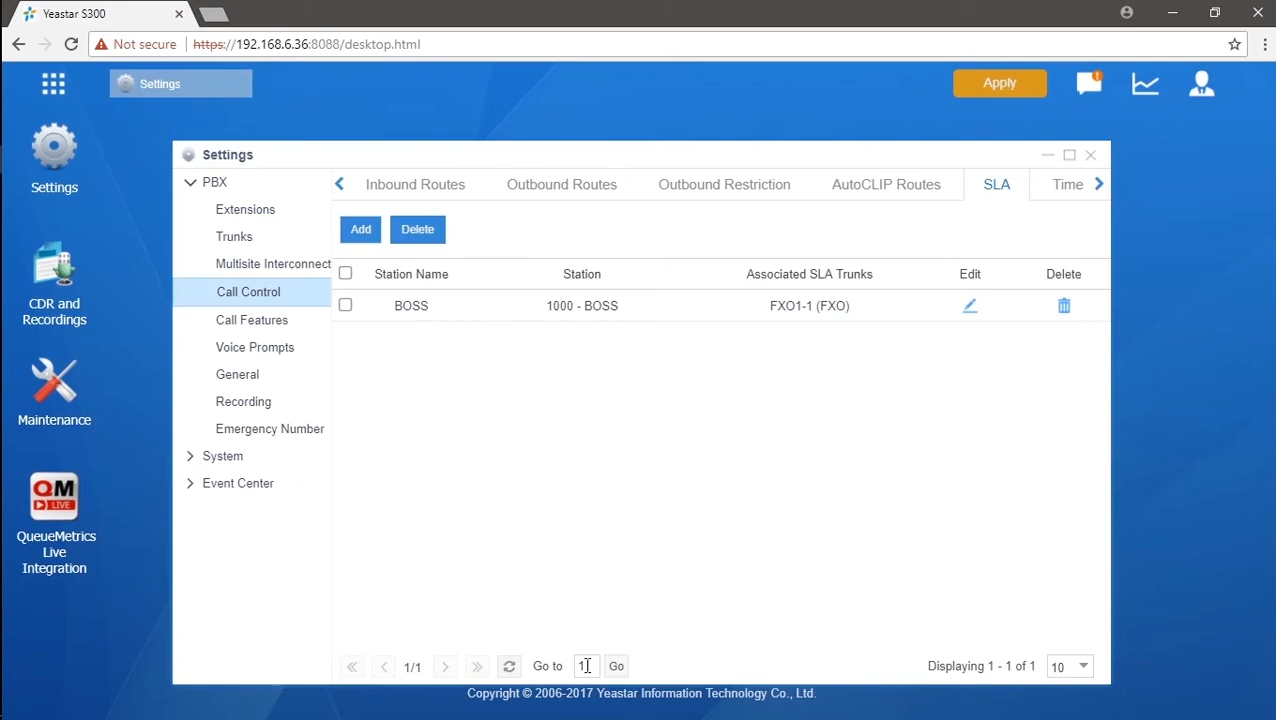 Yeastar S300
Not secure https://192.168.6.36:8088/desktop.html
Settings
Apply
Settings
CDR and
Recordings
Maintenance
QM
LIVE
QueueMetrics
Live
Integration
Settings
PBX
Extensions
Trunks
Multisite Interconnect
Call Control
Call Features
Voice Prompts
General
Recording
Emergency Number
System
Event Center
Inbound Routes Outbound Routes Outbound Restriction AutoCLIP Routes SLA Time
Add Delete
Station Name Station Associated SLA Trunks Edit Delete
BOSS 1000 - BOSS FXO1-1 (FXO)
1/1 Go to 1 Go Displaying 1 - 1 of 1 10
Copyright © 2006-2017 Yeastar Information Technology Co., Ltd.